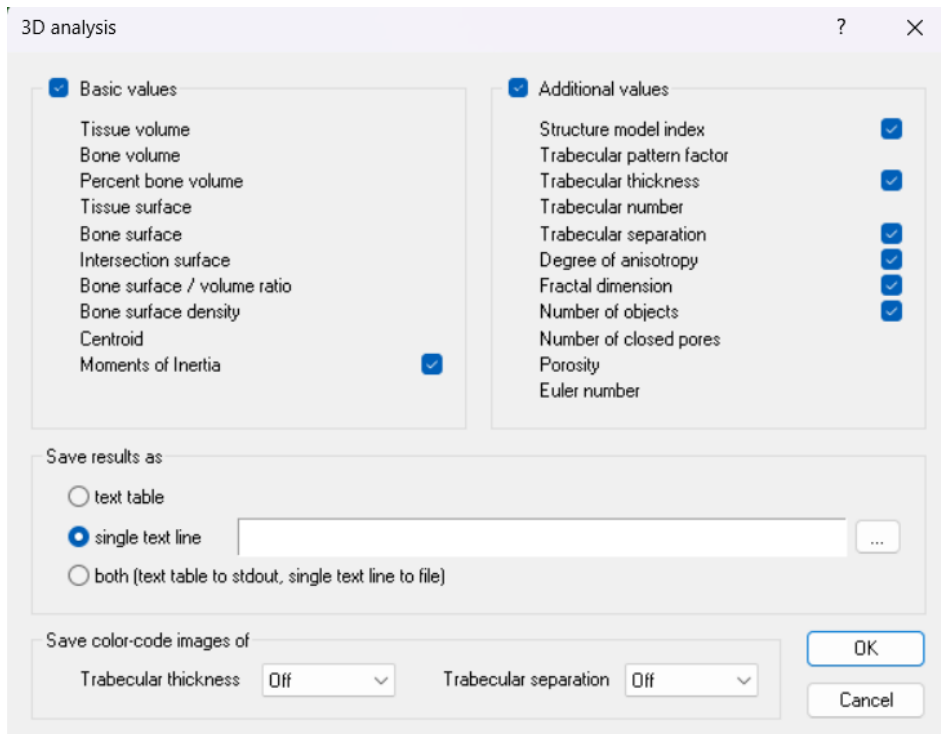 3D analysis ?
Basic values
Tissue volume
Bone volume
Percent bone volume
Tissue surface
Bone surface
Intersection surface
Bone surface / volume ratio
Bone surface density
Centroid
Moments of Inertia
Additional values
Structure model index
Trabecular pattern factor
Trabecular thickness
Trabecular number
Trabecular separation
Degree of anisotropy
Fractal dimension
Number of objects
Number of closed pores
Porosity
Euler number
Save results as
text table
single text line ...
both (text table to stdout, single text line to file)
Save color-code images of
Trabecular thickness Off Trabecular separation Off
OK
Cancel